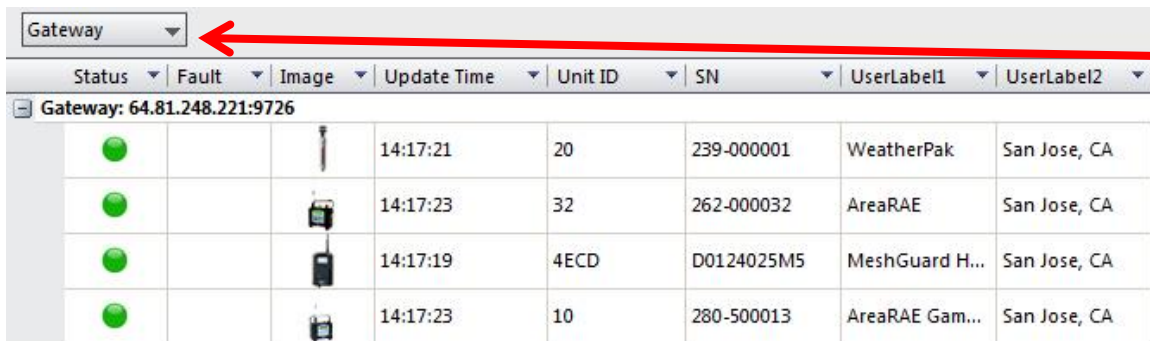 Gateway
Status Fault Image Update Time Unit ID SN UserLabel1 UserLabel2
Gateway: 64.81.248.221:9726
14:17:21 20 239-000001 WeatherPak San Jose, CA
14:17:23 32 262-000032 AreaRAE San Jose, CA
14:17:19 4ECD D0124025M5 MeshGuard H... San Jose, CA
14:17:23 10 280-500013 AreaRAE Gam... San Jose, CA